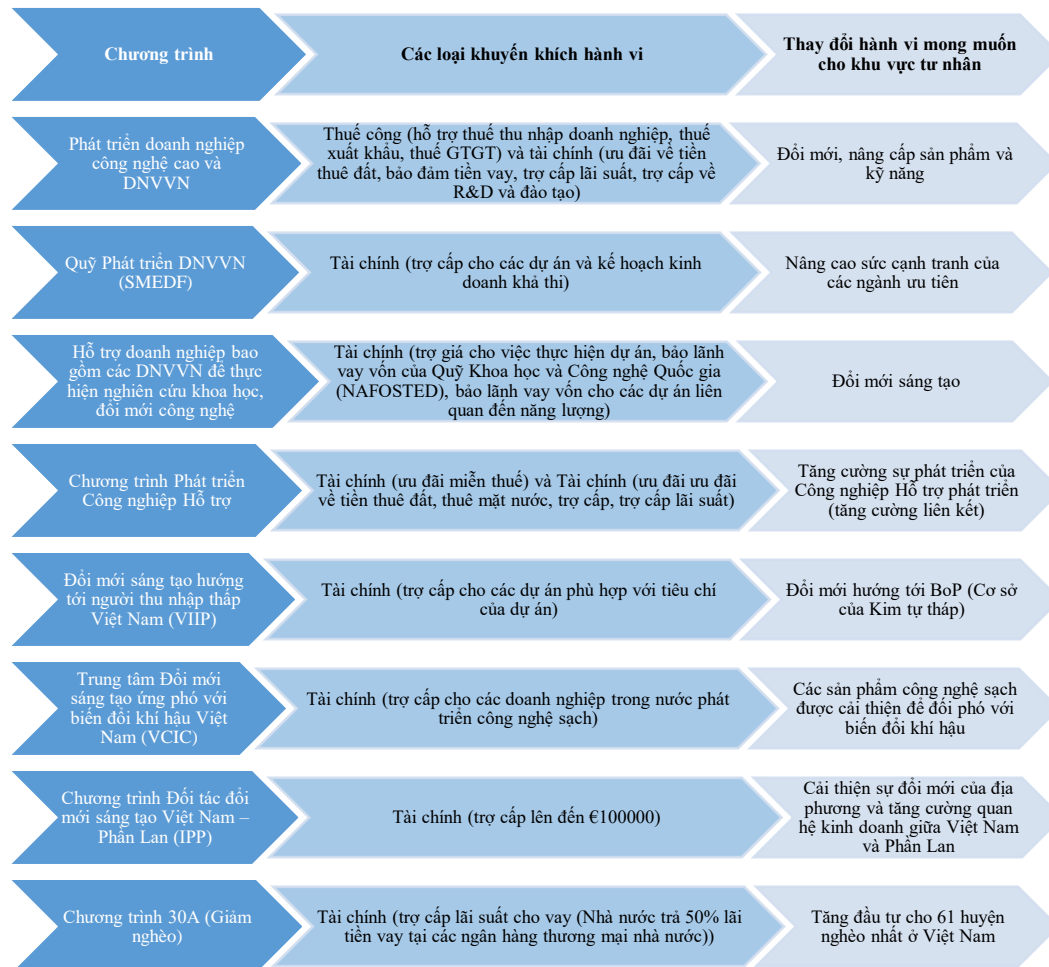 Chương trình
Các loại khuyến khích hành vi
Thay đổi hành vi mong muốn
cho khu vực tư nhân
Phát triển doanh nghiệp
công nghệ cao và
DNVVN
Thuế công (hỗ trợ thuế thu nhập doanh nghiệp, thuế
xuất khẩu, thuế GTGT) và tài chính (ưu đãi về tiền
thuê đất, bảo đảm tiền vay, trợ cấp lãi suất, trợ cấp về
R&D và đào tạo)
Đổi mới, nâng cấp sản phẩm và
kỹ năng
Quỹ Phát triển DNVVN
(SMEDF)
Tài chính (trợ cấp cho các dự án và kế hoạch kinh
doanh khả thi)
Nâng cao sức cạnh tranh của
các ngành ưu tiên
Hỗ trợ doanh nghiệp bao
gồm các DNVVN để thực
hiện nghiên cứu khoa học,
đổi mới công nghệ
Tài chính (trợ giá cho việc thực hiện dự án, bảo lãnh
vay vốn của Quỹ Khoa học và Công nghệ Quốc gia
(NAFOSTED), bảo lãnh vay vốn cho các dự án liên
quan đến năng lượng)
Đổi mới sáng tạo
Chương trình Phát triển
Công nghiệp Hỗ trợ
Tài chính (ưu đãi miễn thuế) và Tài chính (ưu đãi ưu đãi
về tiền thuê đất, thuê mặt nước, trợ cấp, trợ cấp lãi suất)
Tăng cường sự phát triển của
Công nghiệp Hỗ trợ phát triển
(tăng cường liên kết)
Đổi mới sáng tạo hướng
tới người thu nhập thấp
Việt Nam (VIIP)
Tài chính (trợ cấp cho các dự án phù hợp với tiêu chí
của dự án)
Đổi mới hướng tới BoP (Cơ sở
của Kim tự tháp)
Trung tâm Đổi mới
sáng tạo ứng phó với
biến đổi khí hậu Việt
Nam (VCIC)
Tài chính (trợ cấp cho các doanh nghiệp trong nước phát
triển công nghệ sạch)
Các sản phẩm công nghệ sạch
được cải thiện để đối phó với
biến đổi khí hậu
Chương trình Đối tác đổi
mới sáng tạo Việt Nam –
Phần Lan (IPP)
Tài chính (trợ cấp lên đến €100000)
Cải thiện sự đổi mới của địa
phương và tăng cường quan
hệ kinh doanh giữa Việt Nam
và Phần Lan
Chương trình 30A (Giảm
nghèo)
Tài chính (trợ cấp lãi suất cho vay (Nhà nước trả 50% lãi
tiền vay tại các ngân hàng thương mại nhà nước))
Tăng đầu tư cho 61 huyện
nghèo nhất ở Việt Nam